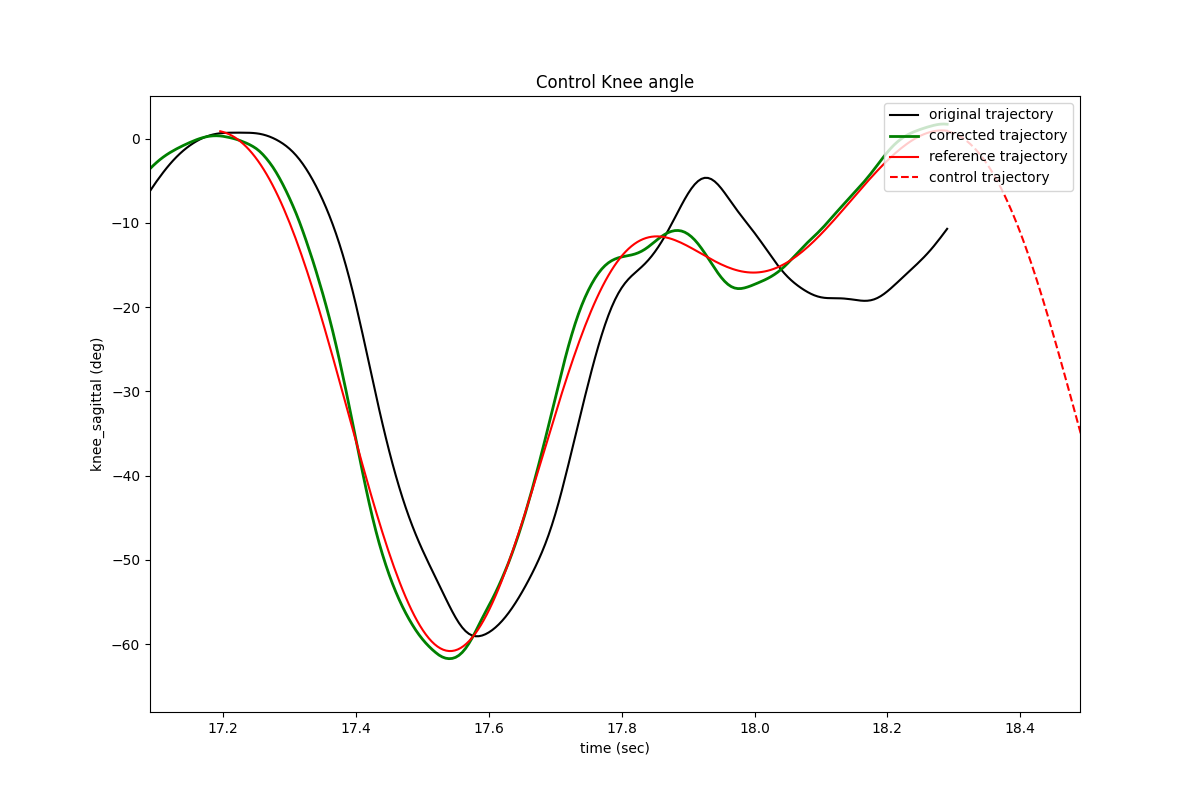 Control Knee angle
original trajectory
corrected trajectory
reference trajectory
control trajectory
knee_sagittal (deg)
0
−10
−20
−30
−40
−50
−60
17.2 17.4 17.6 17.8 18.0 18.2 18.4
time (sec)